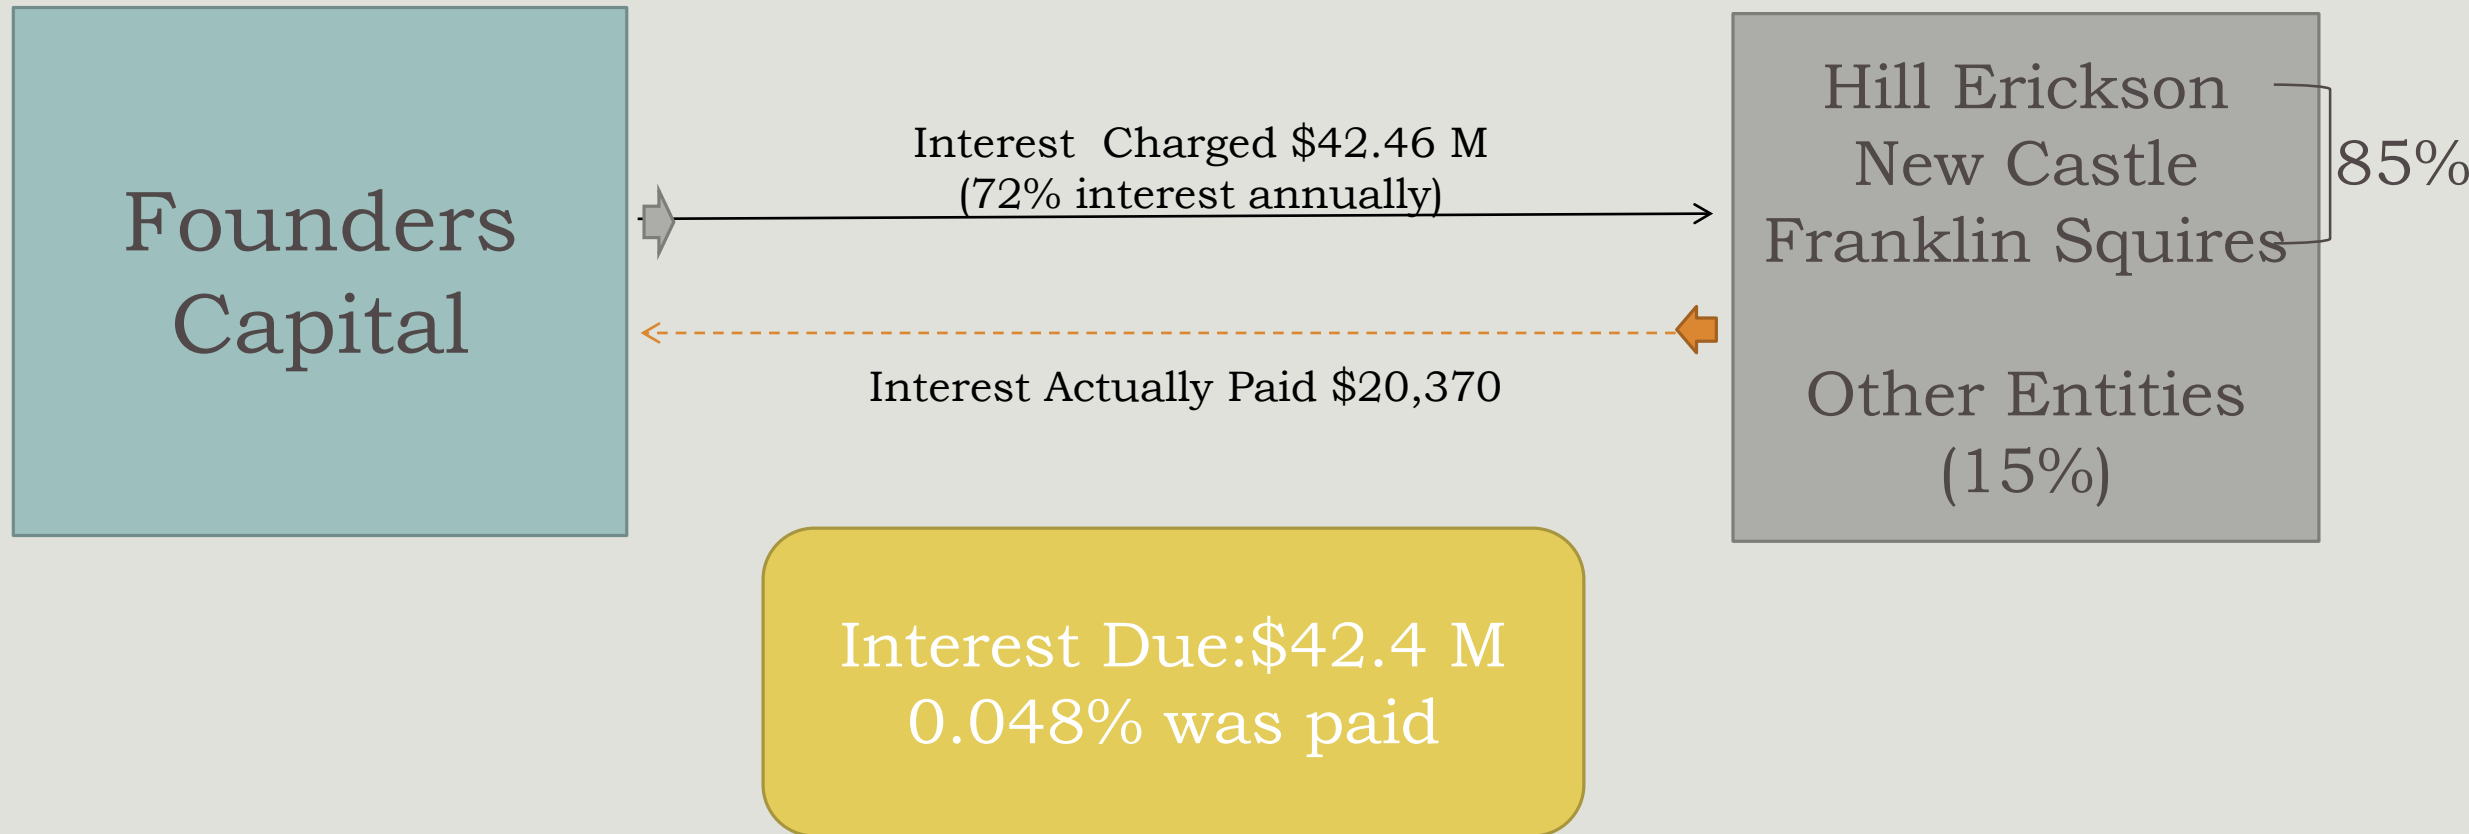 Founders
Capital
Interest  Charged $42.46 M
(72% interest annually)
Interest Actually Paid $20,370
Hill Erickson
New Castle
Franklin Squires
85%
Other Entities
(15%)
Interest Due:$42.4 M
0.048% was paid